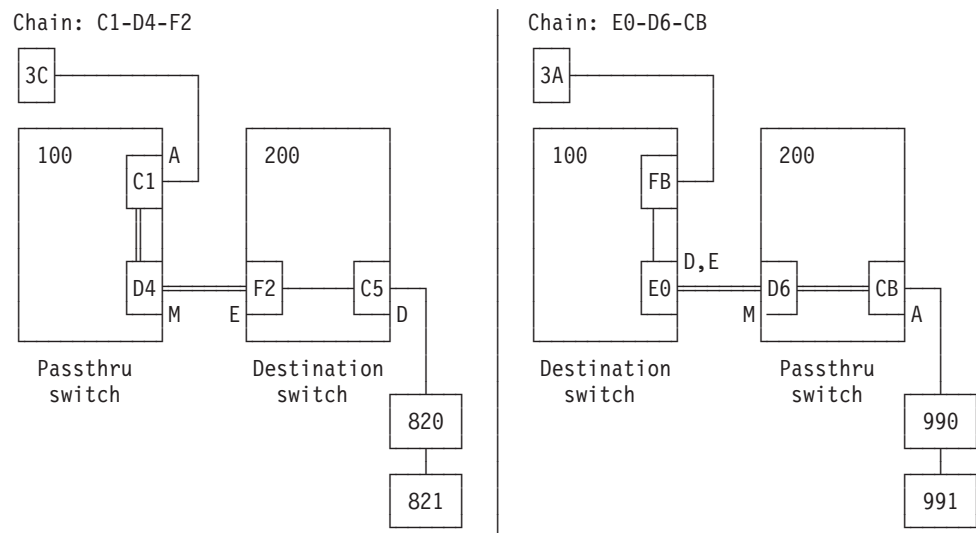 Chain: C1-D4-F2
3C
100
A
200
C1
D4
F2
C5
M
E
D
Passthru
switch
Destination
switch
820
821
Chain: E0-D6-CB
3A
100
200
FB
D,E
E0
D6
CB
M
A
Destination
switch
Passthru
switch
990
991